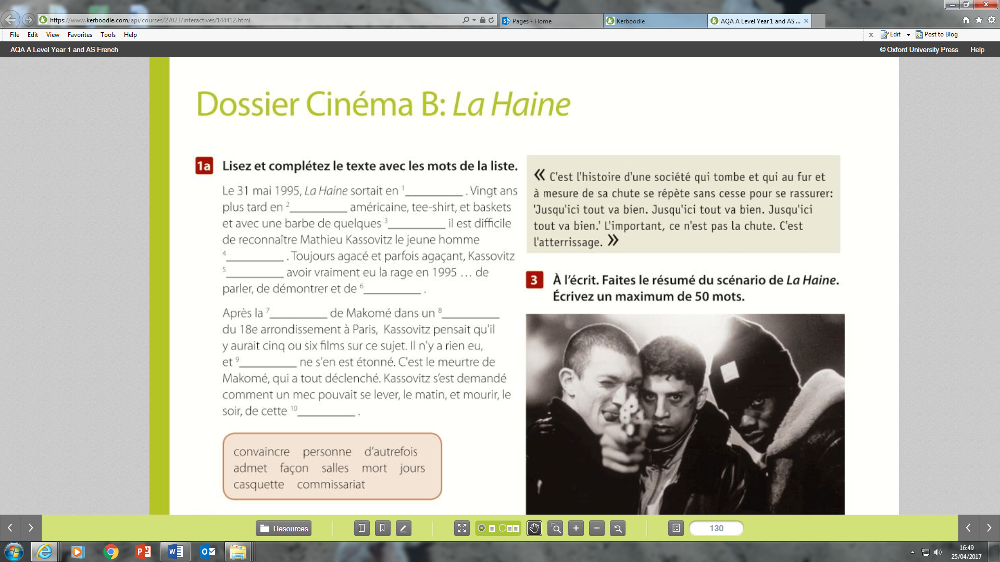 https://www.kerboodle.com/api/courses/27023/interactives/144412.html
Pages - Home
Kerboodle
AQA A Level Year 1 and AS ...
File Edit View Favorites Tools Help
Edit
Post to Blog
AQA A Level Year 1 and AS French
© Oxford University Press Help
Dossier Cinéma B: La Haine
1a Lisez et complétez le texte avec les mots de la liste.
Le 31 mai 1995, La Haine sortait en 1__________ . Vingt ans
plus tard en 2__________ américaine, tee-shirt, et baskets
et avec une barbe de quelques 3__________ il est difficile
de reconnaître Mathieu Kassovitz le jeune homme
4__________ . Toujours agacé et parfois agaçant, Kassovitz
5__________ avoir vraiment eu la rage en 1995 … de
parler, de démontrer et de 6__________ .
Après la 7__________ de Makomé dans un 8__________
du 18e arrondissement à Paris, Kassovitz pensait qu'il
y aurait cinq ou six films sur ce sujet. Il n'y a rien eu,
et 9__________ ne s'en est étonné. C'est le meurtre de
Makomé, qui a tout déclenché. Kassovitz s’est demandé
comment un mec pouvait se lever, le matin, et mourir, le
soir, de cette 10__________ .
convaincre personne d’autrefois
admet façon salles mort jours
casquette commissariat
« C'est l'histoire d'une société qui tombe et qui au fur et
à mesure de sa chute se répète sans cesse pour se rassurer:
'Jusqu'ici tout va bien. Jusqu'ici tout va bien. Jusqu'ici
tout va bien.' L'important, ce n'est pas la chute. C'est
l'atterrissage. »
3 À l’écrit. Faites le résumé du scénario de La Haine.
Écrivez un maximum de 50 mots.
Resources
130
16:49
25/04/2017